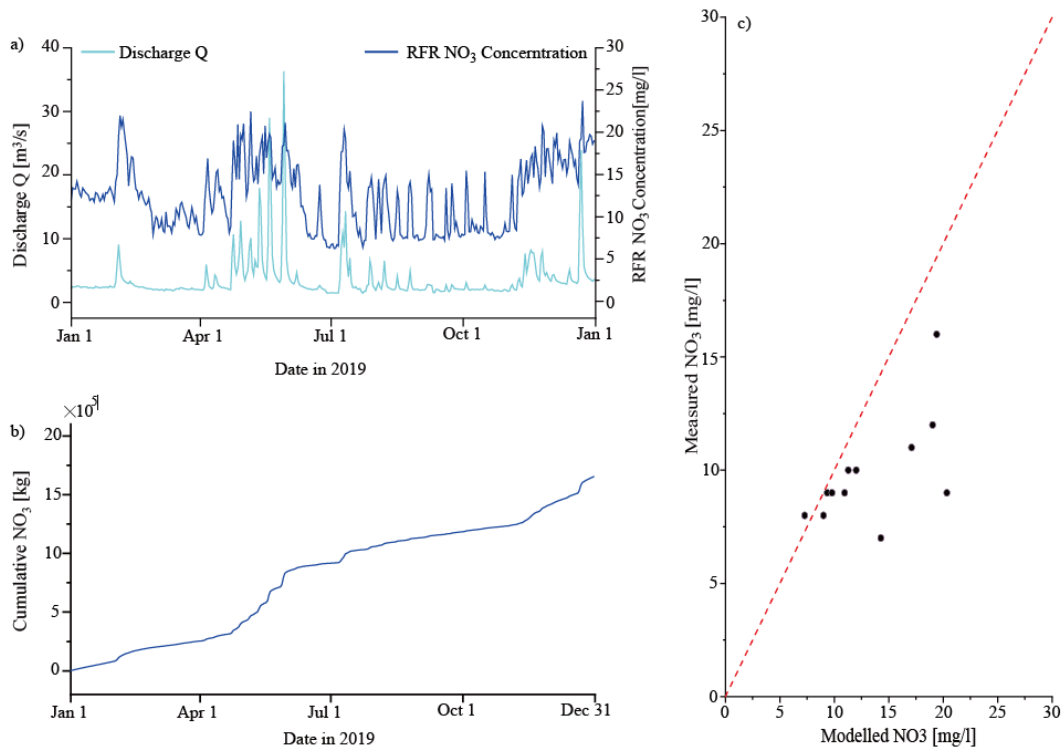 a)
Discharge Q
RFR NO3 Concerntration
40
30
20
10
0
Discharge Q [m³/s]
30
25
20
15
10
5
0
RFR NO3 Concentration[mg/l]
Jan 1
Apr 1
Jul 1
Oct 1
Jan 1
Date in 2019
b)
×10⁵
20
15
10
5
0
Cumulative NO3 [kg]
Jan 1
Apr 1
Jul 1
Oct 1
Dec 31
Date in 2019
c)
30
25
20
15
10
5
0
Measured NO3 [mg/l]
0
5
10
15
20
25
30
Modelled NO3 [mg/l]